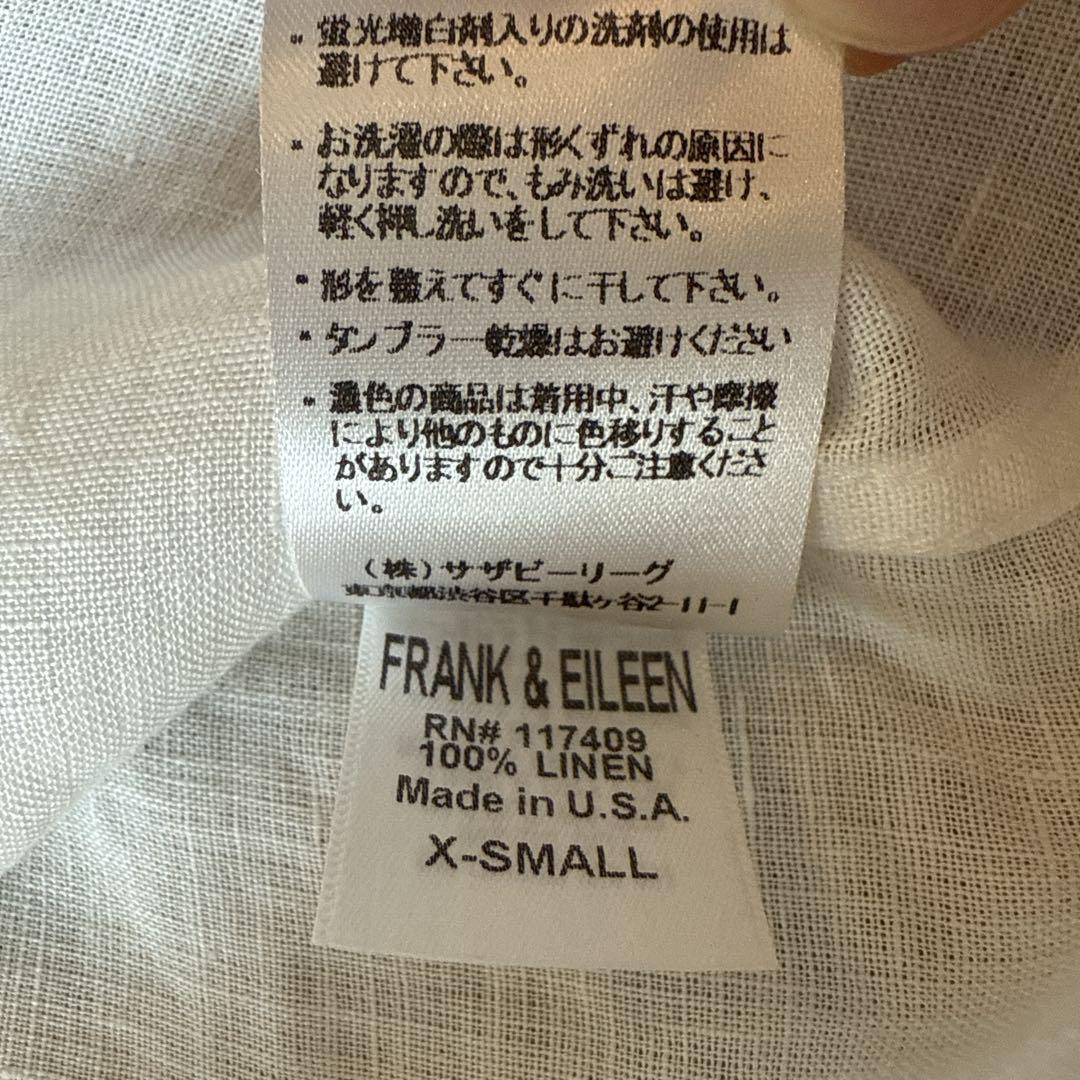 ・蛍光増白剤入りの洗剤の使用は
避けて下さい。
・お洗濯の際は形くずれの原因に
なりますので、もみ洗いは避け、
軽く押し洗いをして下さい。
・形を整えてすぐに干して下さい。
・タンブラー乾燥はお避けください
・濃色の商品は着用中、汗や摩擦
により他のものに色移りすること
がありますので十分ご注意くださ
い。
(株)サザビーリーグ
東京都渋谷区千駄ヶ谷2-11-1
FRANK & EILEEN
RN# 117409
100% LINEN
Made in U.S.A.
X-SMALL